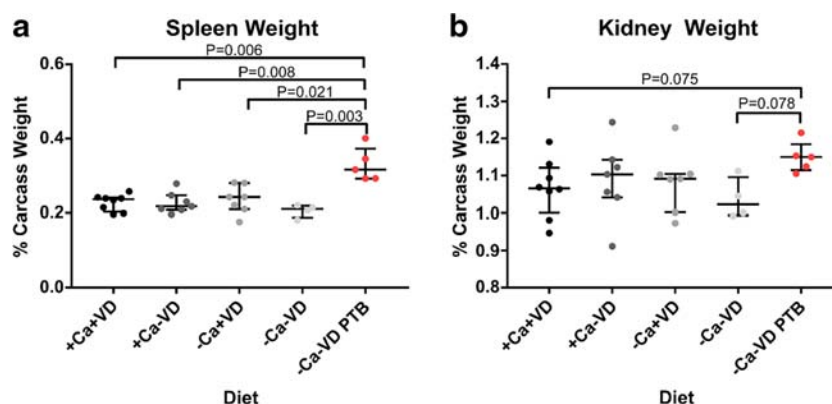 a
Spleen Weight
% Carcass Weight
0.6
0.4
0.2
0.0
P=0.006
P=0.008
P=0.021
P=0.003
+Ca+VD
+Ca-VD
-Ca+VD
-Ca-VD
-Ca-VD PTB
Diet
b
Kidney Weight
% Carcass Weight
1.4
1.3
1.2
1.1
1.0
0.9
0.8
P=0.075
P=0.078
+Ca+VD
+Ca-VD
-Ca+VD
-Ca-VD
-Ca-VD PTB
Diet